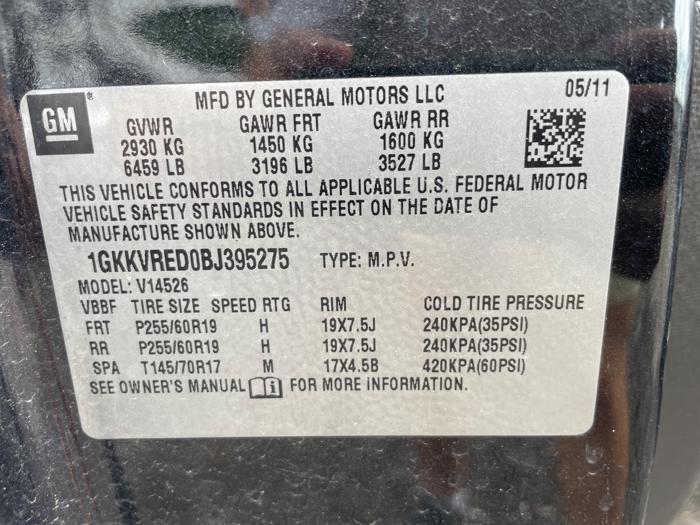 GM® MFD BY GENERAL MOTORS LLC 05/11
GVWR GAWR FRT GAWR RR
2930 KG 1450 KG 1600 KG
6459 LB 3196 LB 3527 LB
THIS VEHICLE CONFORMS TO ALL APPLICABLE U.S. FEDERAL MOTOR
VEHICLE SAFETY STANDARDS IN EFFECT ON THE DATE OF
MANUFACTURE SHOWN ABOVE.
1GKKVRED0BJ395275 TYPE: M.P.V.
MODEL: V14526
VBBF TIRE SIZE SPEED RTG RIM COLD TIRE PRESSURE
FRT P255/60R19 H 19X7.5J 240KPA(35PSI)
RR P255/60R19 H 19X7.5J 240KPA(35PSI)
SPA T145/70R17 M 17X4.5B 420KPA(60PSI)
SEE OWNER'S MANUAL i FOR MORE INFORMATION.